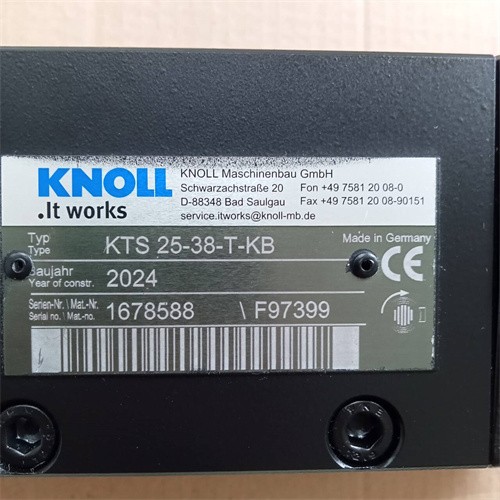 KNOLL
.It works
KNOLL Maschinenbau GmbH
Schwarzachstraße 20 Fon +49 7581 20 08-0
D-88348 Bad Saulgau Fax +49 7581 20 08-90151
service.itworks@knoll-mb.de
Typ
Type
KTS 25-38-T-KB
Made in Germany
CE
Baujahr
Year of constr.
2024
Serien-Nr. \ Mat.-Nr.
Serial no. \ Mat.-no.
1678588 \ F97399